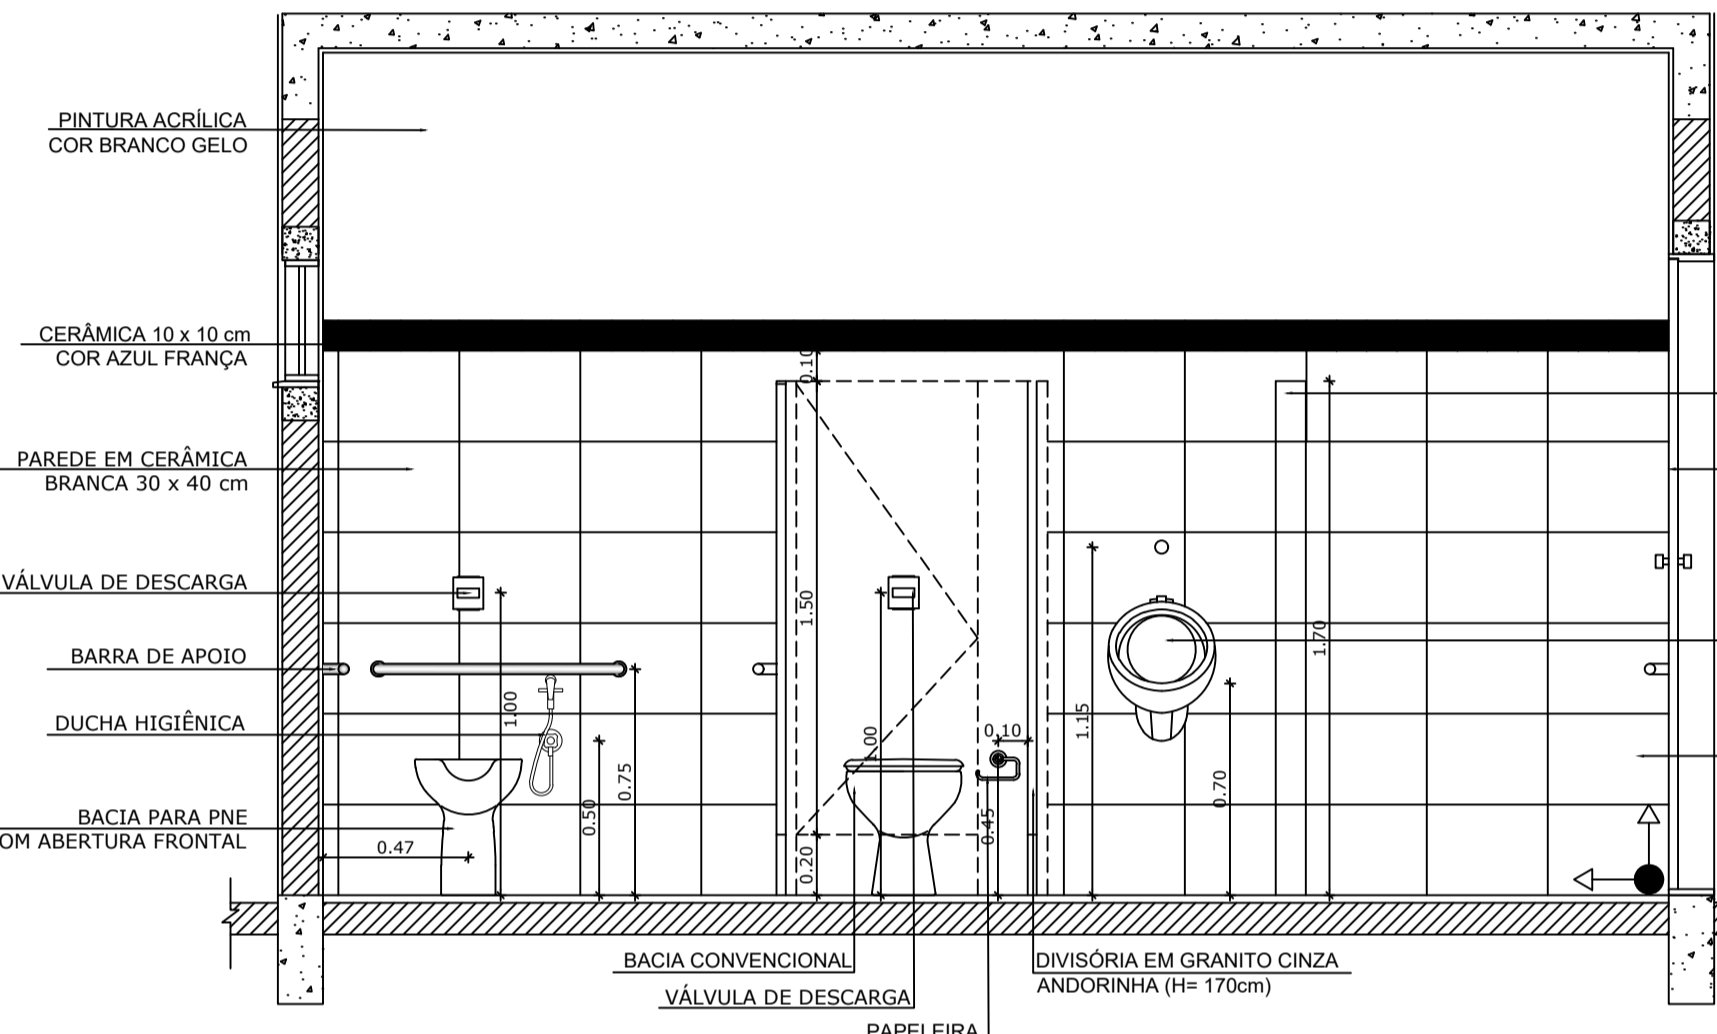 PINTURA ACRÍLICA
COR BRANCO GELO
CERÂMICA 10 x 10 cm
COR AZUL FRANÇA
0.10
PAREDE EM CERÂMICA
BRANCA 30 x 40 cm
VÁLVULA DE DESCARGA
1.50
1.70
BARRA DE APOIO
1.00
1.00
1.15
DUCHA HIGIÊNICA
0.10
0.75
0.70
0.50
0.45
BACIA PARA PNE
OM ABERTURA FRONTAL
0.47
0.20
BACIA CONVENCIONAL
DIVISÓRIA EM GRANITO CINZA
ANDORINHA (H= 170cm)
VÁLVULA DE DESCARGA
PAPELEIRA